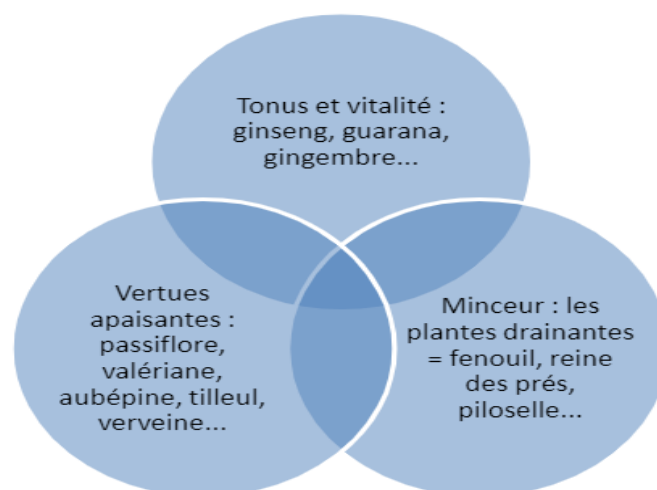 Tonus et vitalité :
ginseng, guarana,
gingembre...
Vertues
apaisantes :
passiflore,
valériane,
aubépine, tilleul,
verveine...
Minceur : les
plantes drainantes
= fenouil, reine
des prés,
piloselle...